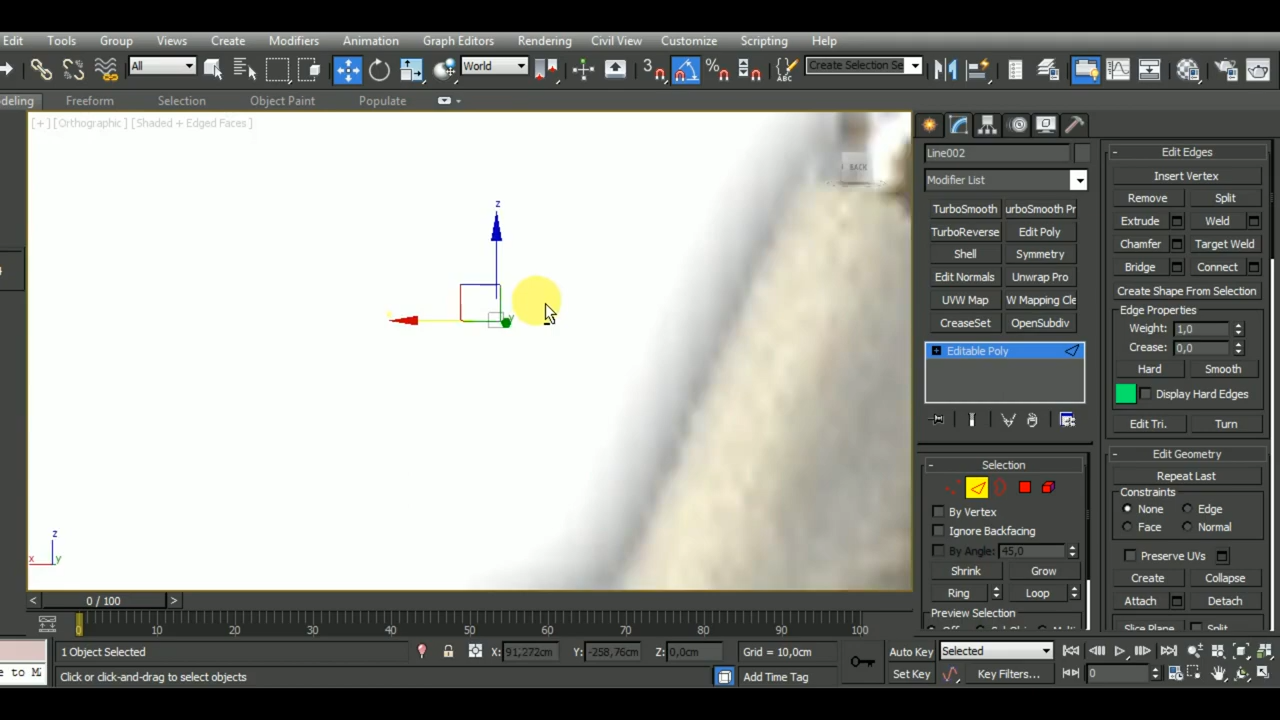 Edit Tools Group Views Create Modifiers Animation Graph Editors Rendering Civil View Customize Scripting Help
All World 3 % ABC Create Selection Se
deling Freeform Selection Object Paint Populate
[+] [Orthographic] [Shaded + Edged Faces]
BACK
z
x
y
z
x y
Line002
Modifier List
TurboSmooth urboSmooth Pr
TurboReverse Edit Poly
Shell Symmetry
Edit Normals Unwrap Pro
UVW Map W Mapping Cle
CreaseSet OpenSubdiv
Editable Poly
- Selection
By Vertex
Ignore Backfacing
By Angle: 45,0
Shrink Grow
Ring Loop
Preview Selection
- Edit Edges
Insert Vertex
Remove Split
Extrude Weld
Chamfer Target Weld
Bridge Connect
Create Shape From Selection
Edge Properties
Weight: 1,0
Crease: 0,0
Hard Smooth
Display Hard Edges
Edit Tri. Turn
- Edit Geometry
Repeat Last
Constraints
None Edge
Face Normal
Preserve UVs
Create Collapse
Attach Detach
Slice Plane Split
< 0 / 100 >
0 10 20 30 40 50 60 70 80 90 100
1 Object Selected X: 91,272cm Y: -258,76cm Z: 0,0cm Grid = 10,0cm Auto Key Selected
e to Mi Click or click-and-drag to select objects Add Time Tag Set Key Key Filters... 0